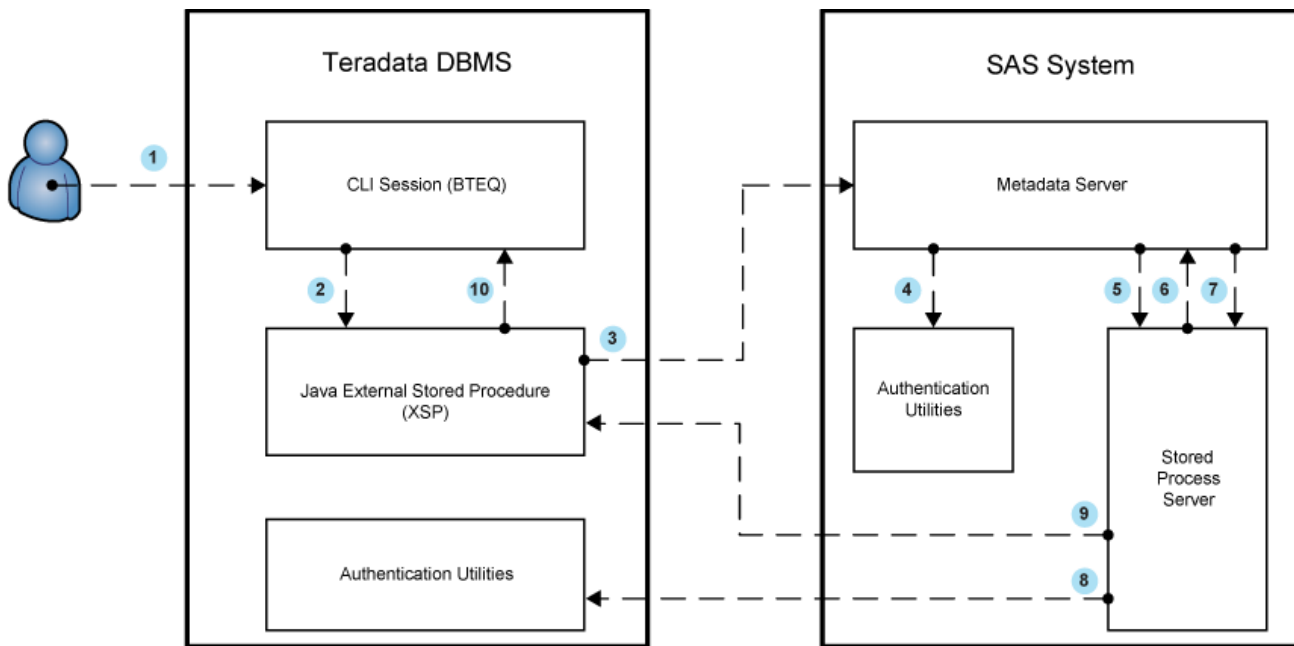 Teradata DBMS
SAS System
1
CLI Session (BTEQ)
Metadata Server
2
10
4
5
6
7
3
Java External Stored Procedure
(XSP)
Authentication
Utilities
Stored
Process
Server
9
Authentication Utilities
8